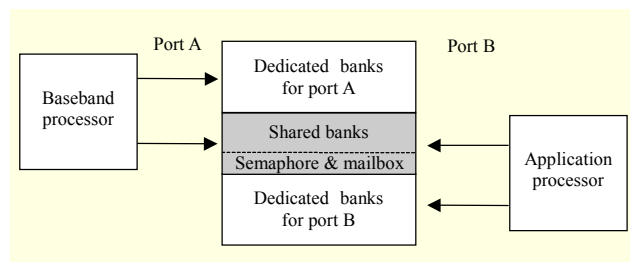 Port A
Port B
Baseband
processor
Dedicated banks
for port A
Shared banks
Semaphore & mailbox
Dedicated banks
for port B
Application
processor